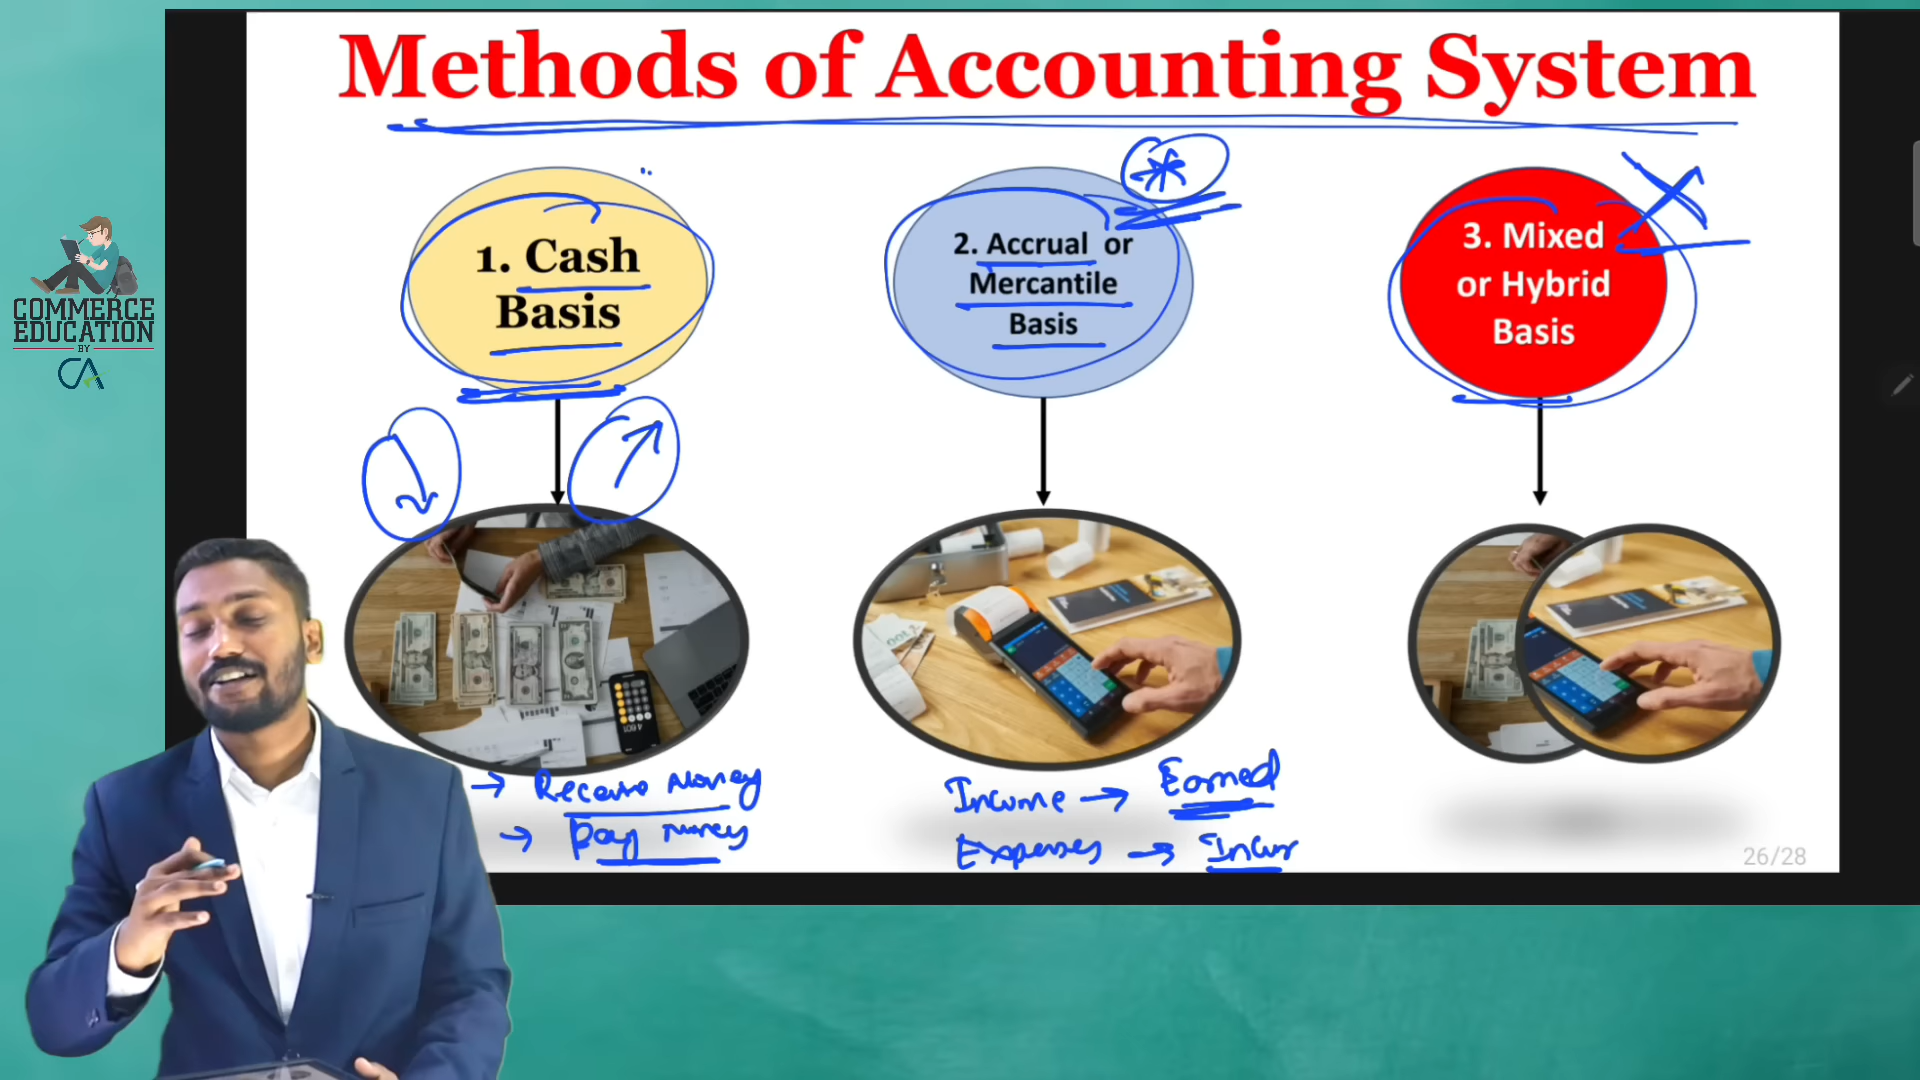 Methods of Accounting System
1. Cash
Basis
2. Accrual or
Mercantile
Basis
3. Mixed
or Hybrid
Basis
COMMERCE
EDUCATION
BY
CA
→ Receive Money
→ Pay money
Income → Earned
Expenses → Incur
26/28